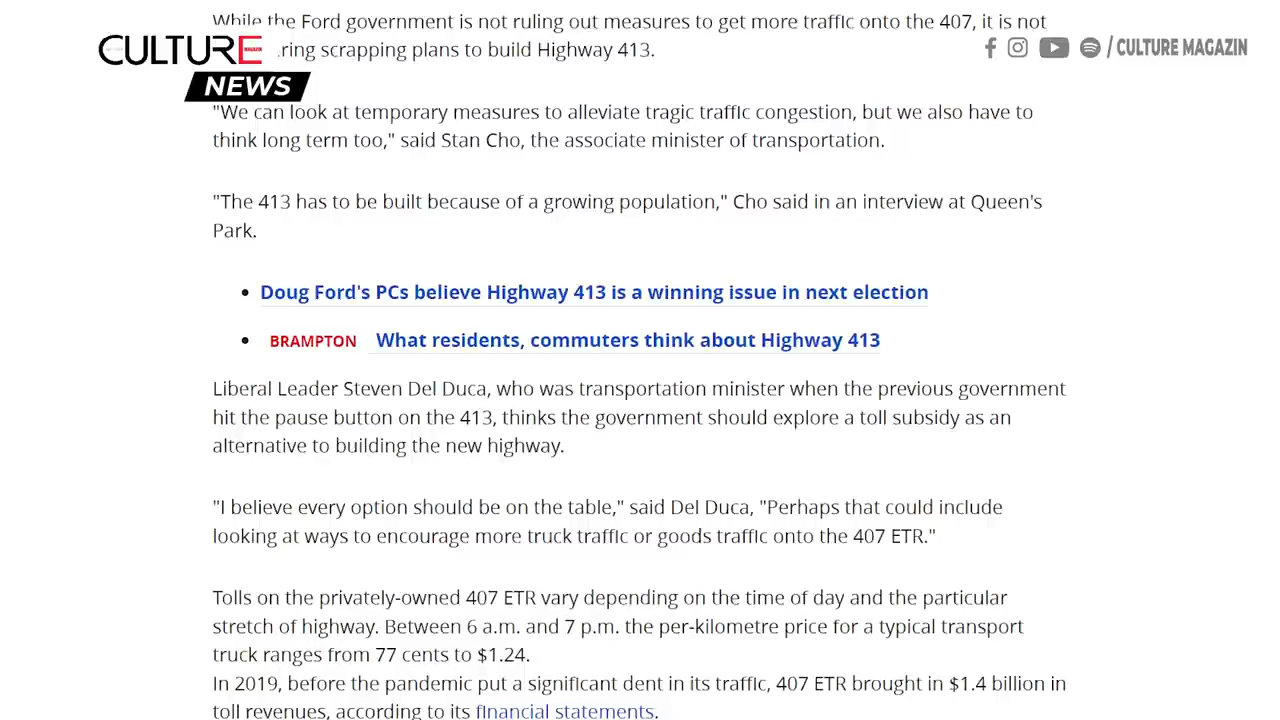 While the Ford government is not ruling out measures to get more traffic onto the 407, it is not
ring scrapping plans to build Highway 413.
CULTURE
NEWS
/ CULTURE MAGAZIN
"We can look at temporary measures to alleviate tragic traffic congestion, but we also have to
think long term too," said Stan Cho, the associate minister of transportation.
"The 413 has to be built because of a growing population," Cho said in an interview at Queen's
Park.
• Doug Ford's PCs believe Highway 413 is a winning issue in next election
• BRAMPTON What residents, commuters think about Highway 413
Liberal Leader Steven Del Duca, who was transportation minister when the previous government
hit the pause button on the 413, thinks the government should explore a toll subsidy as an
alternative to building the new highway.
"I believe every option should be on the table," said Del Duca, "Perhaps that could include
looking at ways to encourage more truck traffic or goods traffic onto the 407 ETR."
Tolls on the privately-owned 407 ETR vary depending on the time of day and the particular
stretch of highway. Between 6 a.m. and 7 p.m. the per-kilometre price for a typical transport
truck ranges from 77 cents to $1.24.
In 2019, before the pandemic put a significant dent in its traffic, 407 ETR brought in $1.4 billion in
toll revenues, according to its financial statements.